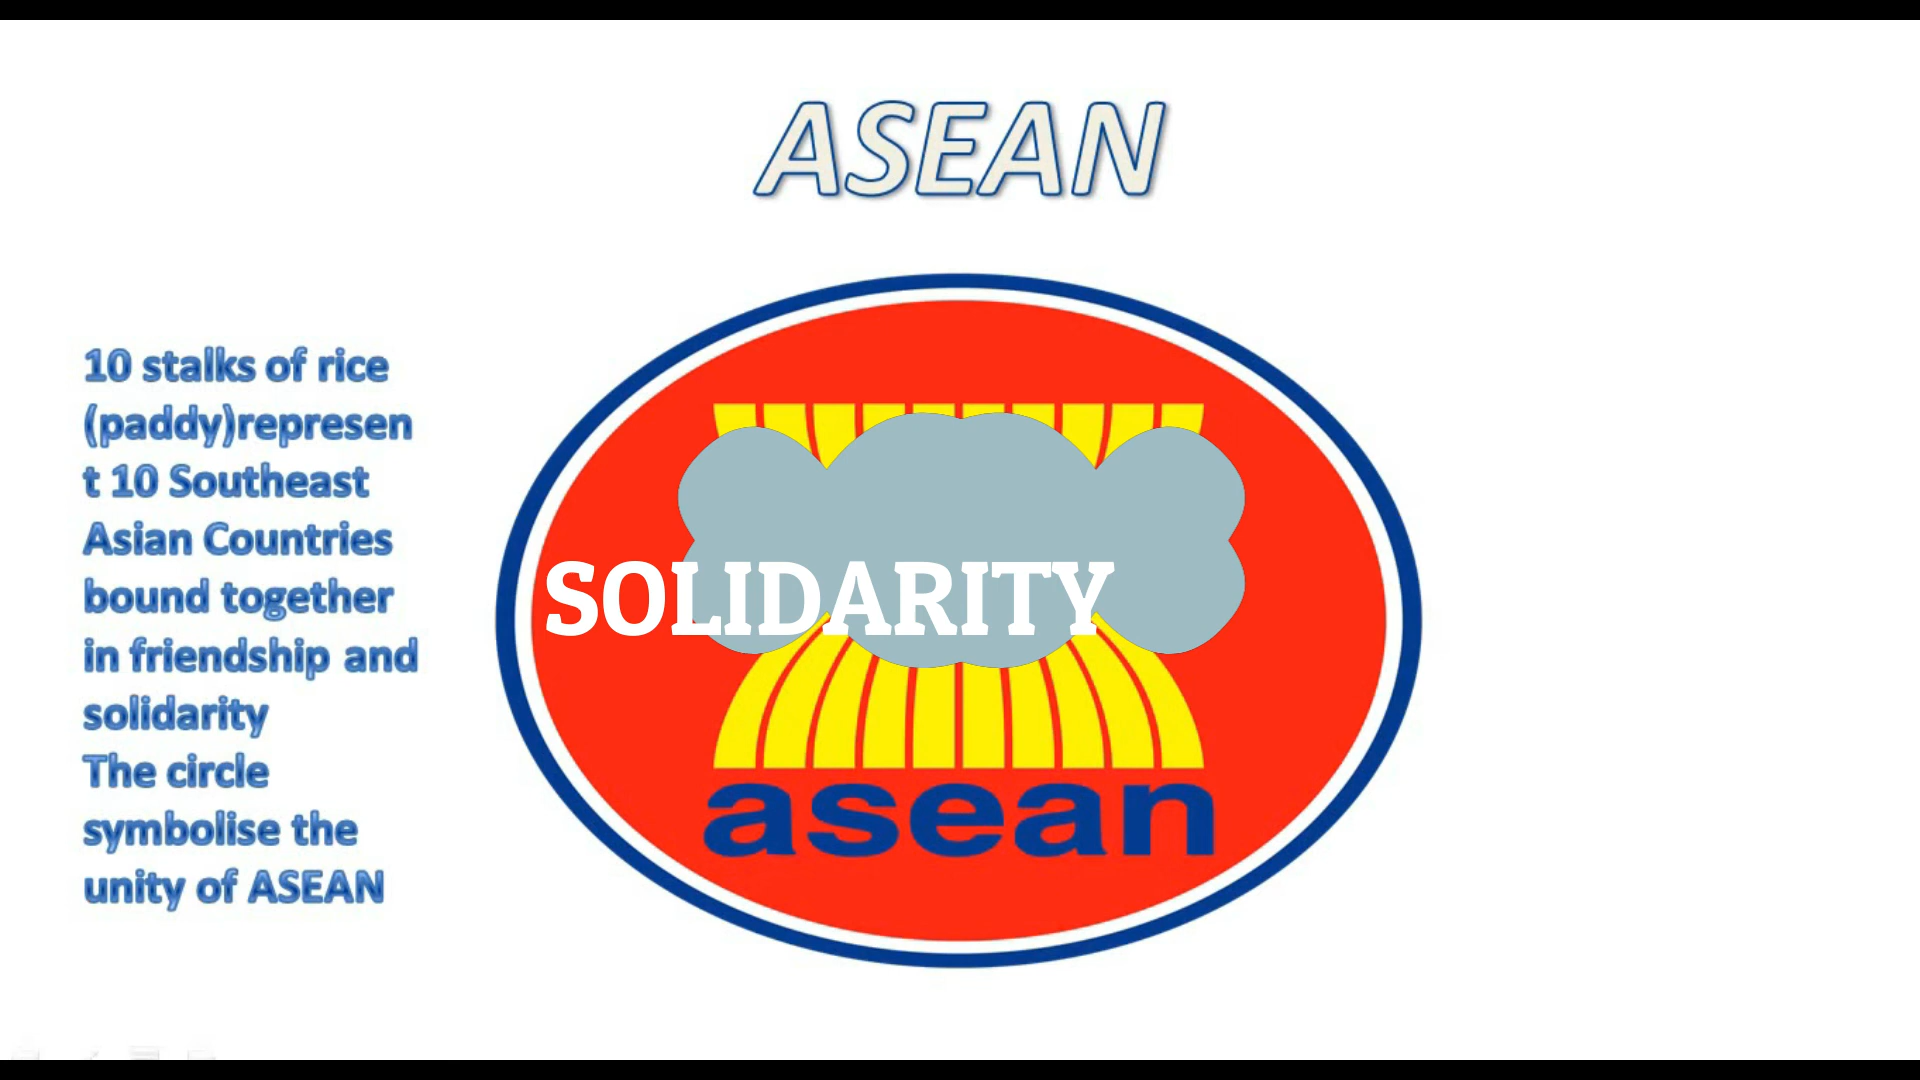 ASEAN
10 stalks of rice
(paddy)represen
t 10 Southeast
Asian Countries
bound together
in friendship and
solidarity
The circle
symbolise the
unity of ASEAN
SOLIDARITY
asean